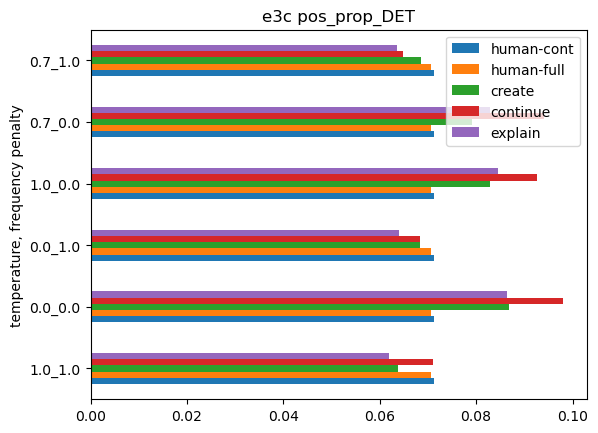 e3c pos_prop_DET
human-cont
human-full
create
continue
explain
temperature, frequency penalty
0.7_1.0
0.7_0.0
1.0_0.0
0.0_1.0
0.0_0.0
1.0_1.0
0.00 0.02 0.04 0.06 0.08 0.10